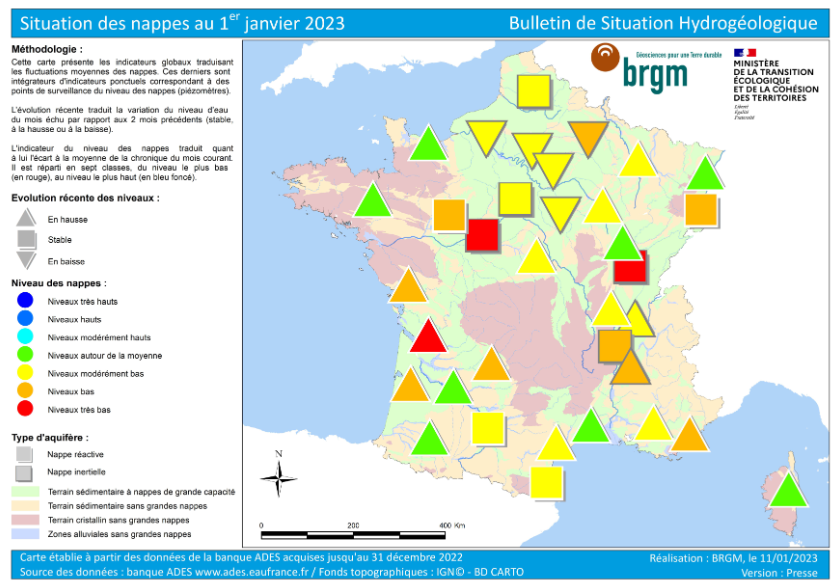 Situation des nappes au 1er janvier 2023
Bulletin de Situation Hydrogéologique
Méthodologie :
Cette carte présente les indicateurs globaux traduisant
les fluctuations moyennes des nappes. Ces derniers sont
intégrateurs d'indicateurs ponctuels correspondant à des
points de surveillance du niveau des nappes (piézomètres).
L'évolution récente traduit la variation du niveau d'eau
du mois échu par rapport aux 2 mois précédents (stable,
à la hausse ou à la baisse).
L'indicateur du niveau des nappes traduit quant
à lui l'écart à la moyenne de la chronique du mois courant.
Il est réparti en sept classes, du niveau le plus bas
(en rouge), au niveau le plus haut (en bleu foncé).
Evolution récente des niveaux :
En hausse
Stable
En baisse
Niveau des nappes :
Niveaux très hauts
Niveaux hauts
Niveaux modérément hauts
Niveaux autour de la moyenne
Niveaux modérément bas
Niveaux bas
Niveaux très bas
Type d'aquifère :
Nappe réactive
Nappe inertielle
Terrain sédimentaire à nappes de grande capacité
Terrain sédimentaire sans grandes nappes
Terrain cristallin sans grandes nappes
Zones alluviales sans grandes nappes
Géosciences pour une Terre durable
brgm
MINISTÈRE
DE LA TRANSITION
ÉCOLOGIQUE
ET DE LA COHÉSION
DES TERRITOIRES
Liberté
Égalité
Fraternité
N
0 200 400 Km
Carte établie à partir des données de la banque ADES acquises jusqu'au 31 décembre 2022
Source des données : banque ADES www.ades.eaufrance.fr / Fonds topographiques : IGN© - BD CARTO
Réalisation : BRGM, le 11/01/2023
Version : Presse